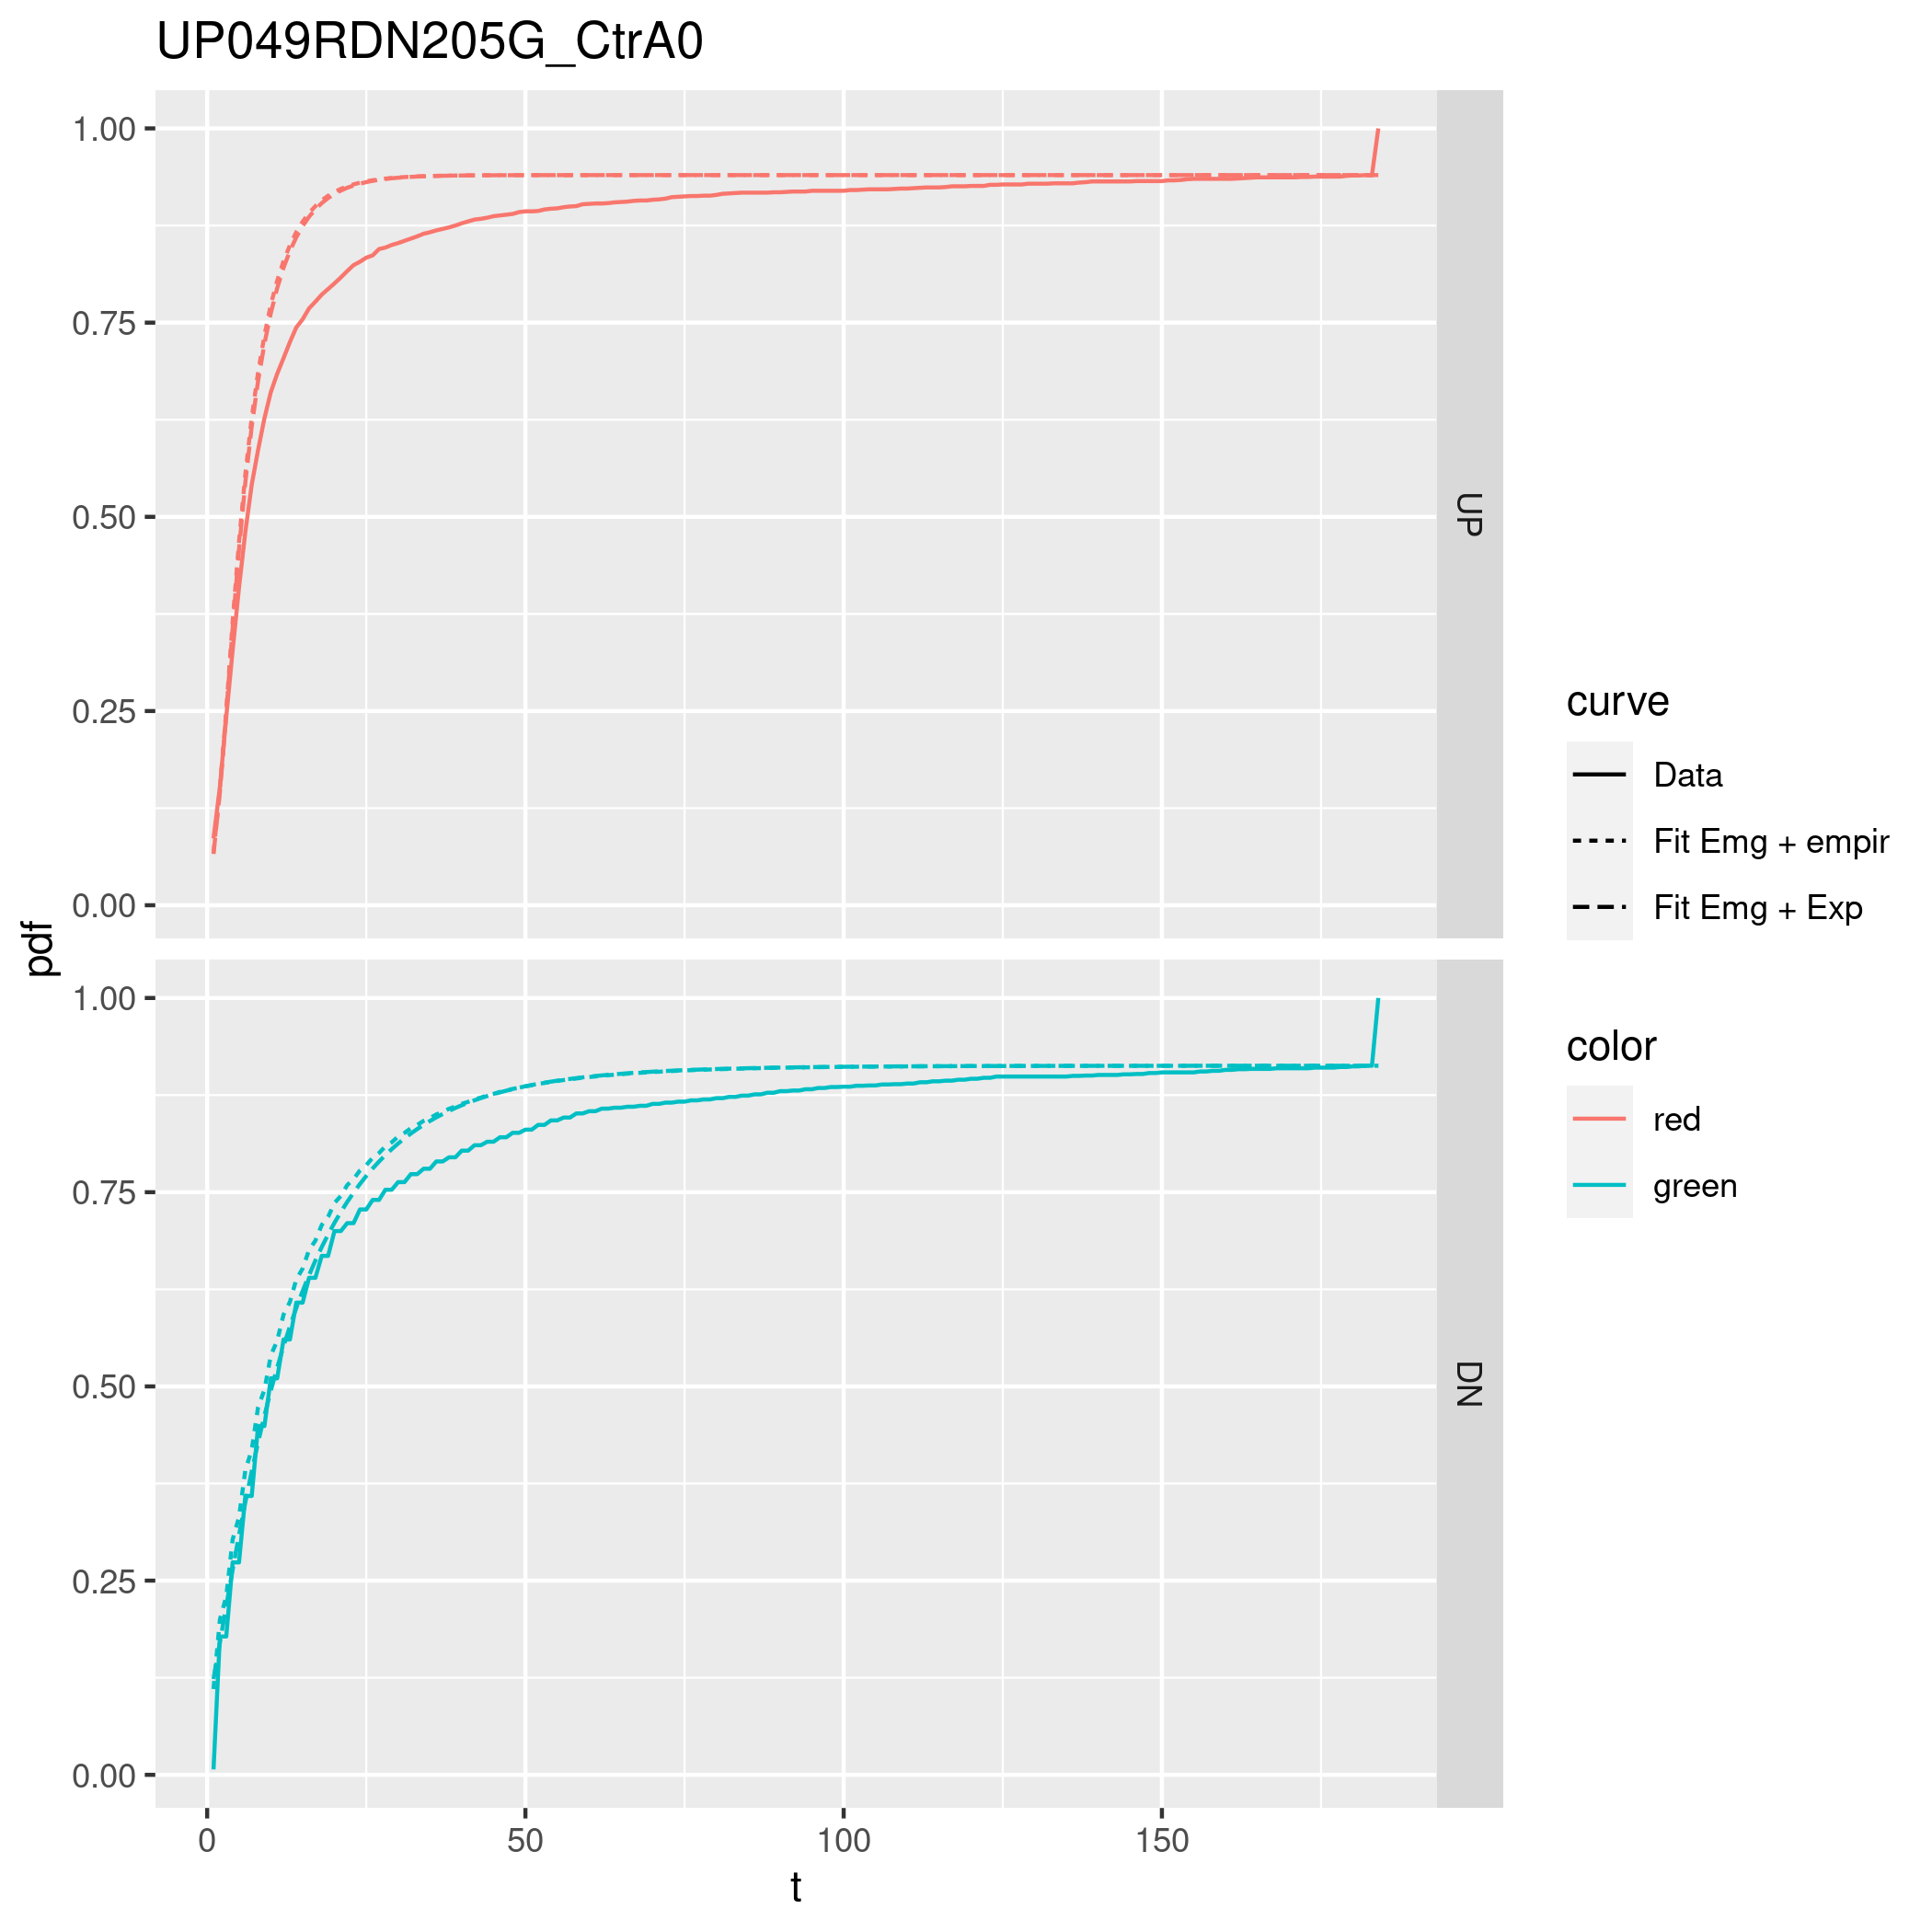 UP049RDN205G_CtrA0
1.00
0.75
0.50
0.25
0.00
UP
1.00
0.75
0.50
0.25
0.00
DN
pdf
0 50 100 150
t
curve
Data
Fit Emg + empir
Fit Emg + Exp
color
red
green